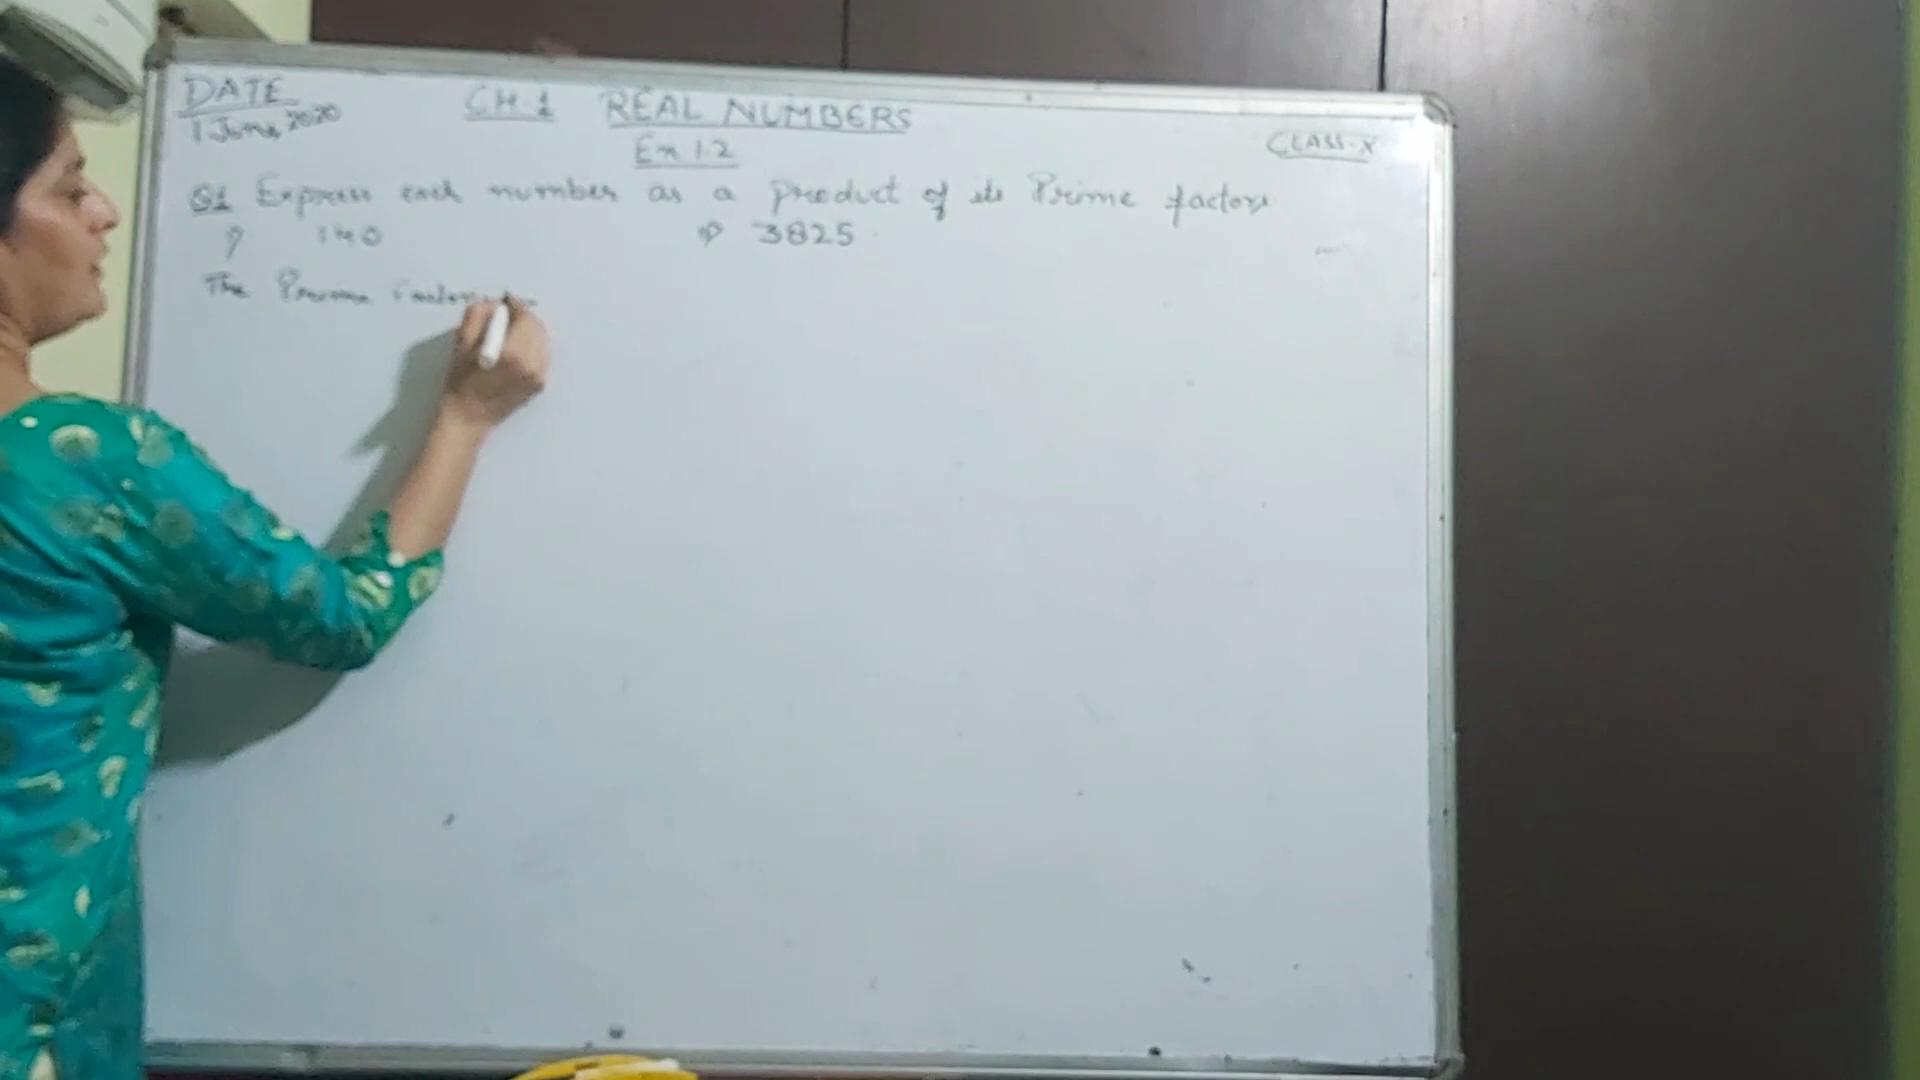 DATE
1 June, 2020
CH.1 REAL NUMBERS
Ex 1.2
CLASS-X
Q1 Express each number as a product of its Prime factors
i) 140 ii) 3825
The Prime